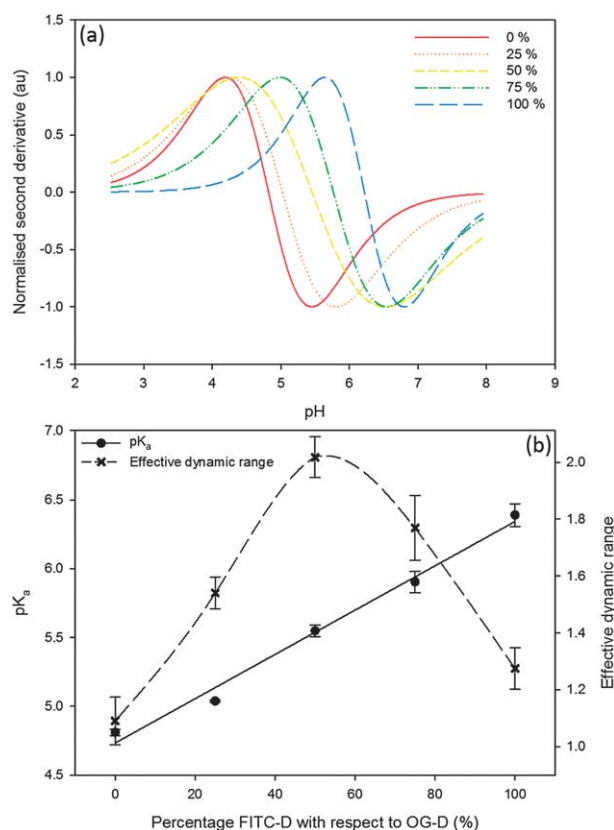 (a)
0 %
25 %
50 %
75 %
100 %
Normalised second derivative (au)
1.5
1.0
0.5
0.0
-0.5
-1.0
-1.5
2 3 4 5 6 7 8 9
pH
(b)
pKa
Effective dynamic range
pKa
7.0
6.5
6.0
5.5
5.0
4.5
2.0
1.8
1.6
1.4
1.2
1.0
Effective dynamic range
0 20 40 60 80 100
Percentage FITC-D with respect to OG-D (%)